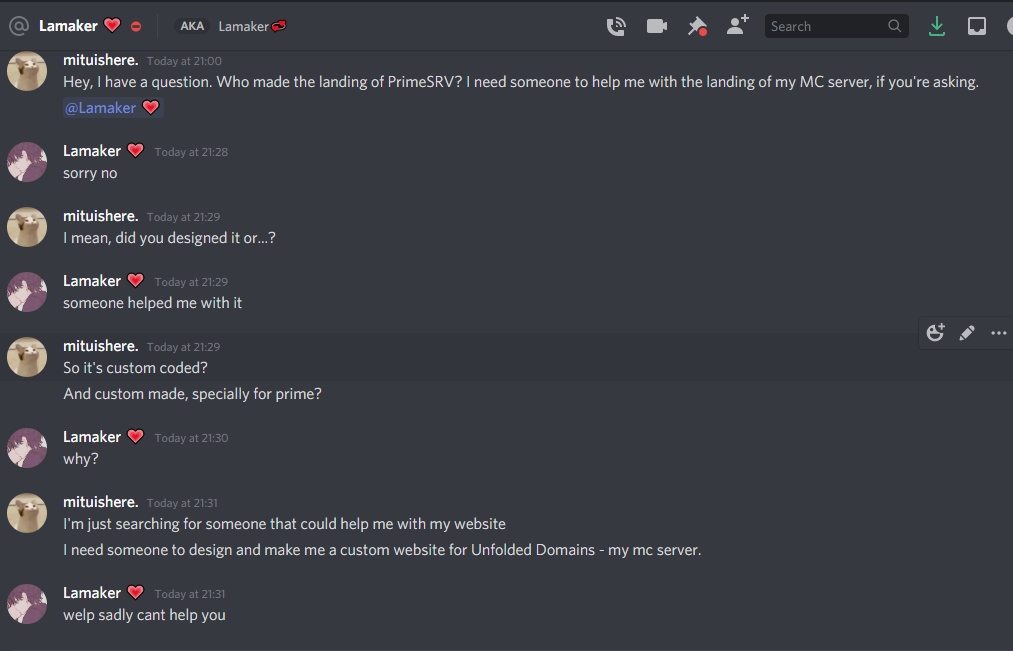 Lamaker ❤️ AKA Lamaker Search
mituishere. Today at 21:00
Hey, I have a question. Who made the landing of PrimeSRV? I need someone to help me with the landing of my MC server, if you're asking.
@Lamaker ❤️
Lamaker ❤️ Today at 21:28
sorry no
mituishere. Today at 21:29
I mean, did you designed it or...?
Lamaker ❤️ Today at 21:29
someone helped me with it
mituishere. Today at 21:29
So it's custom coded?
And custom made, specially for prime?
Lamaker ❤️ Today at 21:30
why?
mituishere. Today at 21:31
I'm just searching for someone that could help me with my website
I need someone to design and make me a custom website for Unfolded Domains - my mc server.
Lamaker ❤️ Today at 21:31
welp sadly cant help you